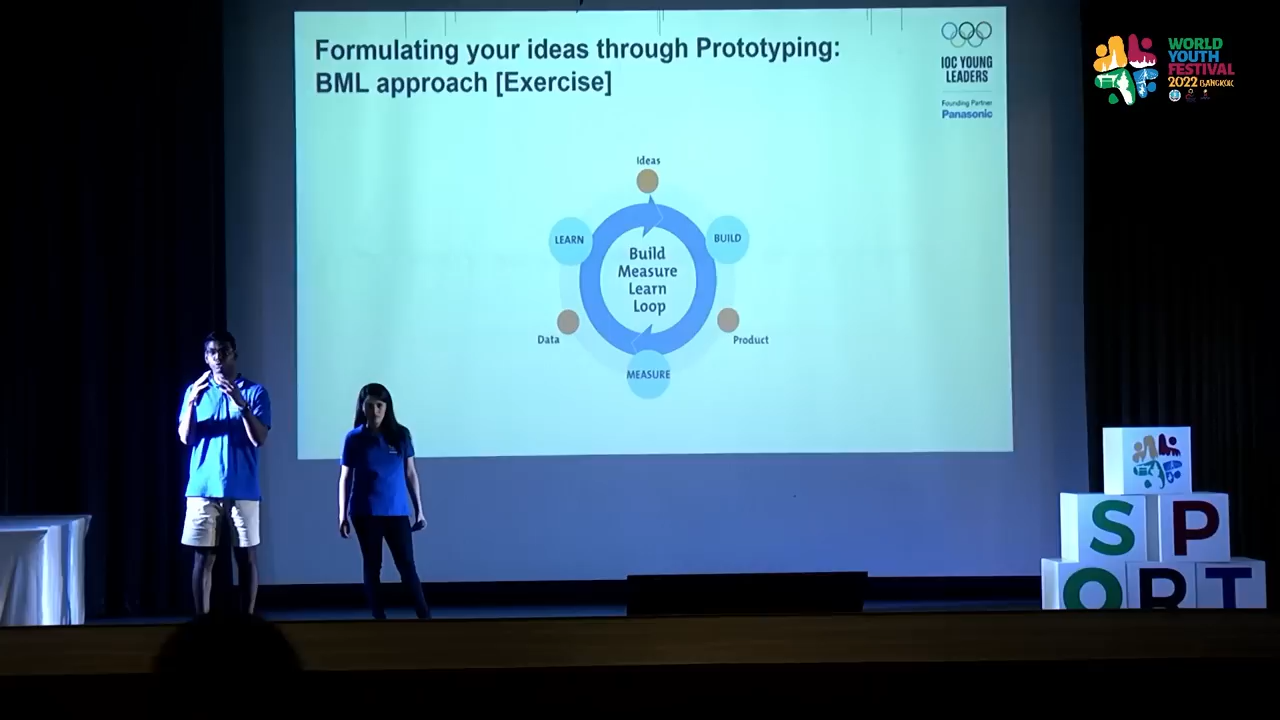 Formulating your ideas through Prototyping:
BML approach [Exercise]
IOC YOUNG
LEADERS
Founding Partner
Panasonic
WORLD
YOUTH
FESTIVAL
2022 BANGKOK
Ideas
LEARN
BUILD
Build
Measure
Learn
Loop
Data
Product
MEASURE
S P
O R T